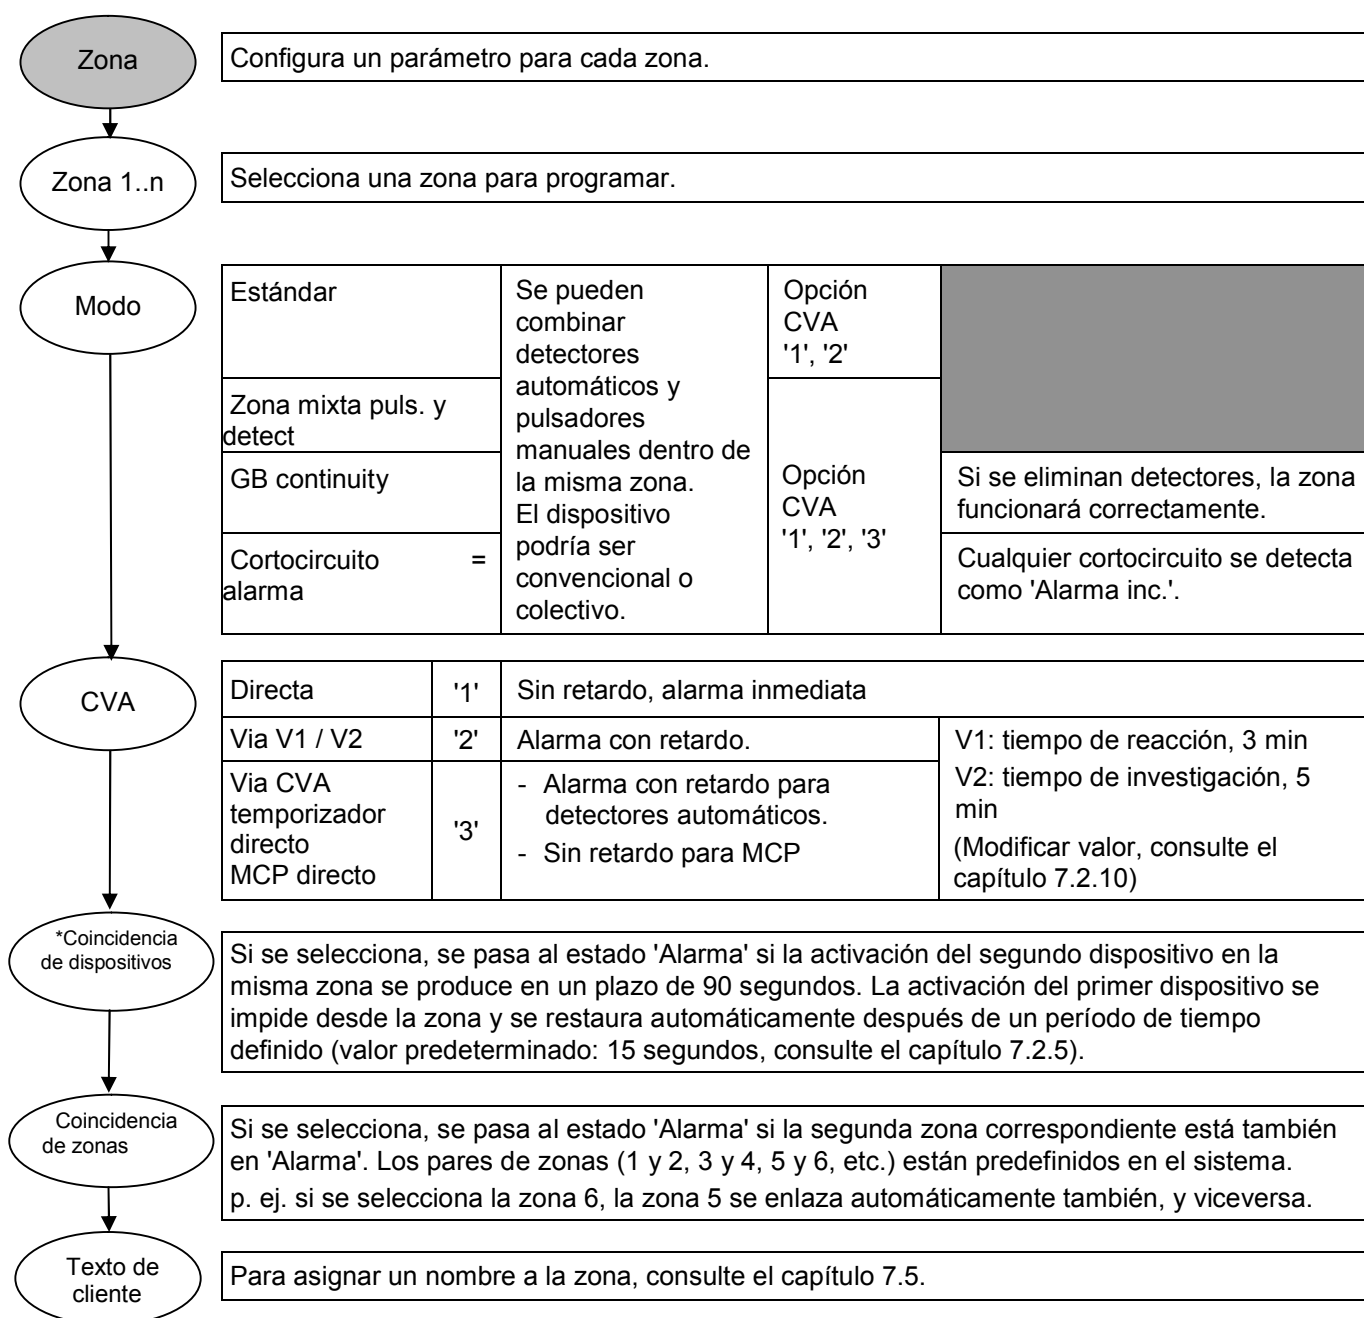 Zona
Configura un parámetro para cada zona.
Zona 1..n
Selecciona una zona para programar.
Modo
Estándar
Se pueden
combinar
detectores
automáticos y
pulsadores
manuales dentro de
la misma zona.
El dispositivo
podría ser
convencional o
colectivo.
Opción
CVA
'1', '2'
Zona mixta puls. y
detect
Opción
CVA
'1', '2', '3'
GB continuity
Si se eliminan detectores, la zona
funcionará correctamente.
Cortocircuito =
alarma
Cualquier cortocircuito se detecta
como 'Alarma inc.'.
CVA
Directa '1' Sin retardo, alarma inmediata
Via V1 / V2 '2' Alarma con retardo.
V1: tiempo de reacción, 3 min
V2: tiempo de investigación, 5
min
(Modificar valor, consulte el
capítulo 7.2.10)
Via CVA
temporizador
directo
MCP directo
'3'
- Alarma con retardo para
detectores automáticos.
- Sin retardo para MCP
*Coincidencia
de dispositivos
Si se selecciona, se pasa al estado 'Alarma' si la activación del segundo dispositivo en la
misma zona se produce en un plazo de 90 segundos. La activación del primer dispositivo se
impide desde la zona y se restaura automáticamente después de un período de tiempo
definido (valor predeterminado: 15 segundos, consulte el capítulo 7.2.5).
Coincidencia
de zonas
Si se selecciona, se pasa al estado 'Alarma' si la segunda zona correspondiente está también
en 'Alarma'. Los pares de zonas (1 y 2, 3 y 4, 5 y 6, etc.) están predefinidos en el sistema.
p. ej. si se selecciona la zona 6, la zona 5 se enlaza automáticamente también, y viceversa.
Texto de
cliente
Para asignar un nombre a la zona, consulte el capítulo 7.5.